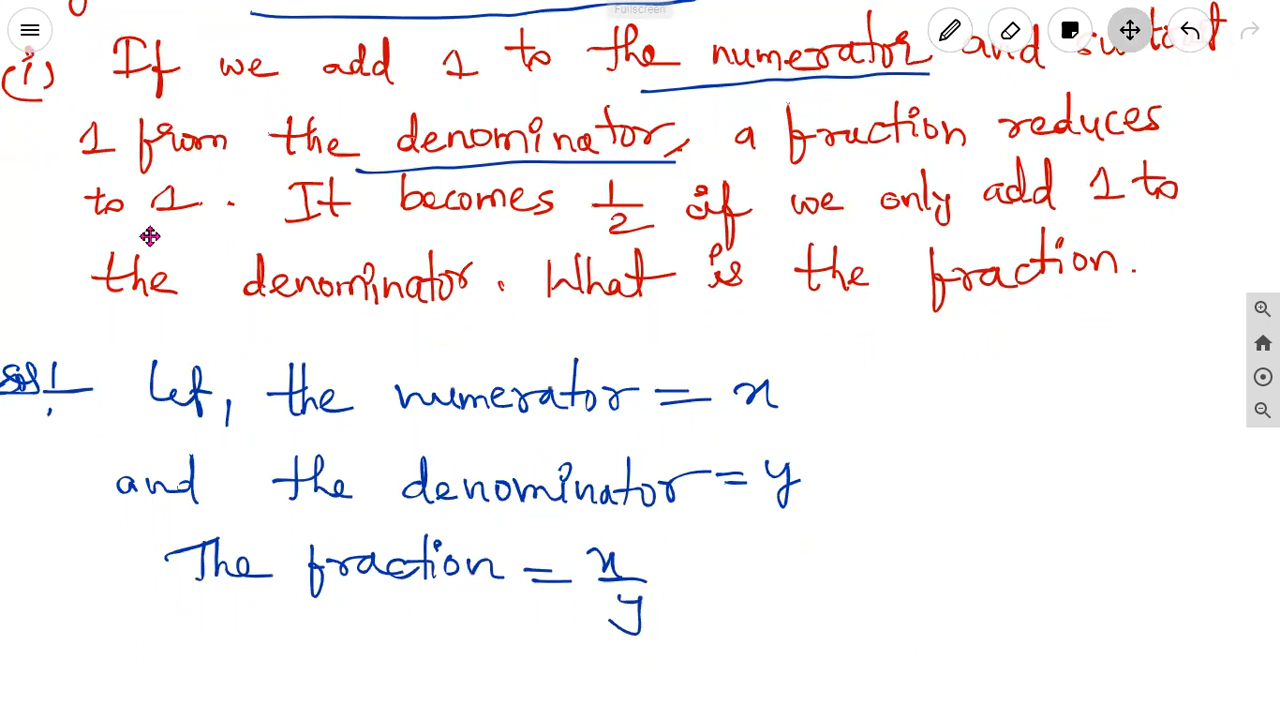 Fullscreen
(i) If we add 1 to the numerator and
1 from the denominator, a fraction reduces
to 1. It becomes 1/2 if we only add 1 to
the denominator. What is the fraction.
Sol! Let, the numerator = x
and the denominator = y
The fraction = x/y